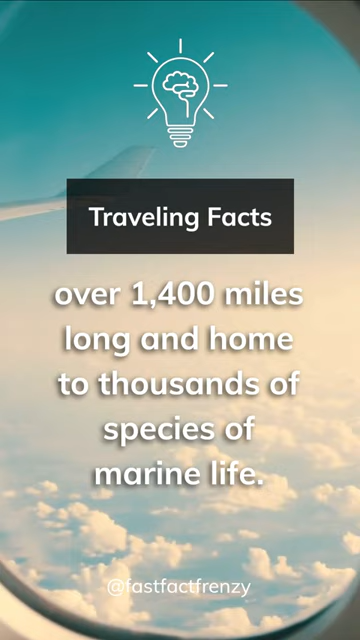 Traveling Facts
over 1,400 miles
long and home
to thousands of
species of
marine life.
@fastfactfrenzy